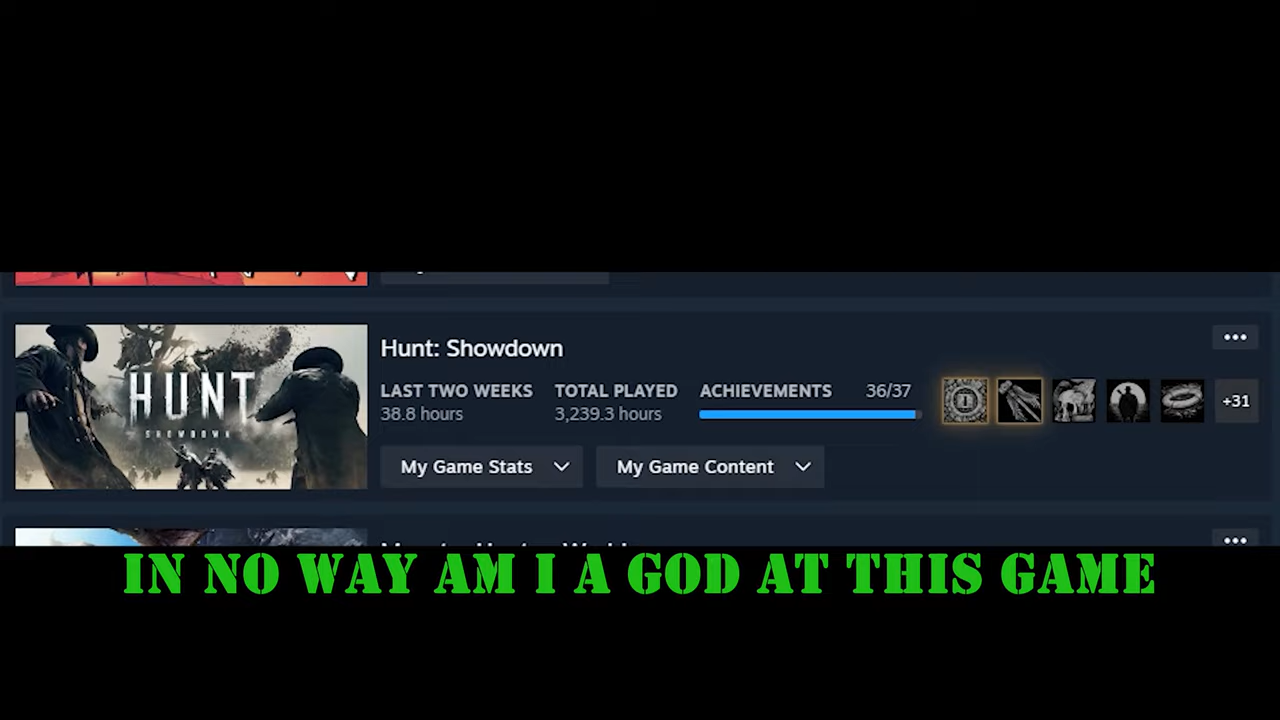 Hunt: Showdown
LAST TWO WEEKS TOTAL PLAYED ACHIEVEMENTS 36/37
38.8 hours 3,239.3 hours
+31
HUNT
SHOWDOWN
My Game Stats My Game Content
IN NO WAY AM I A GOD AT THIS GAME